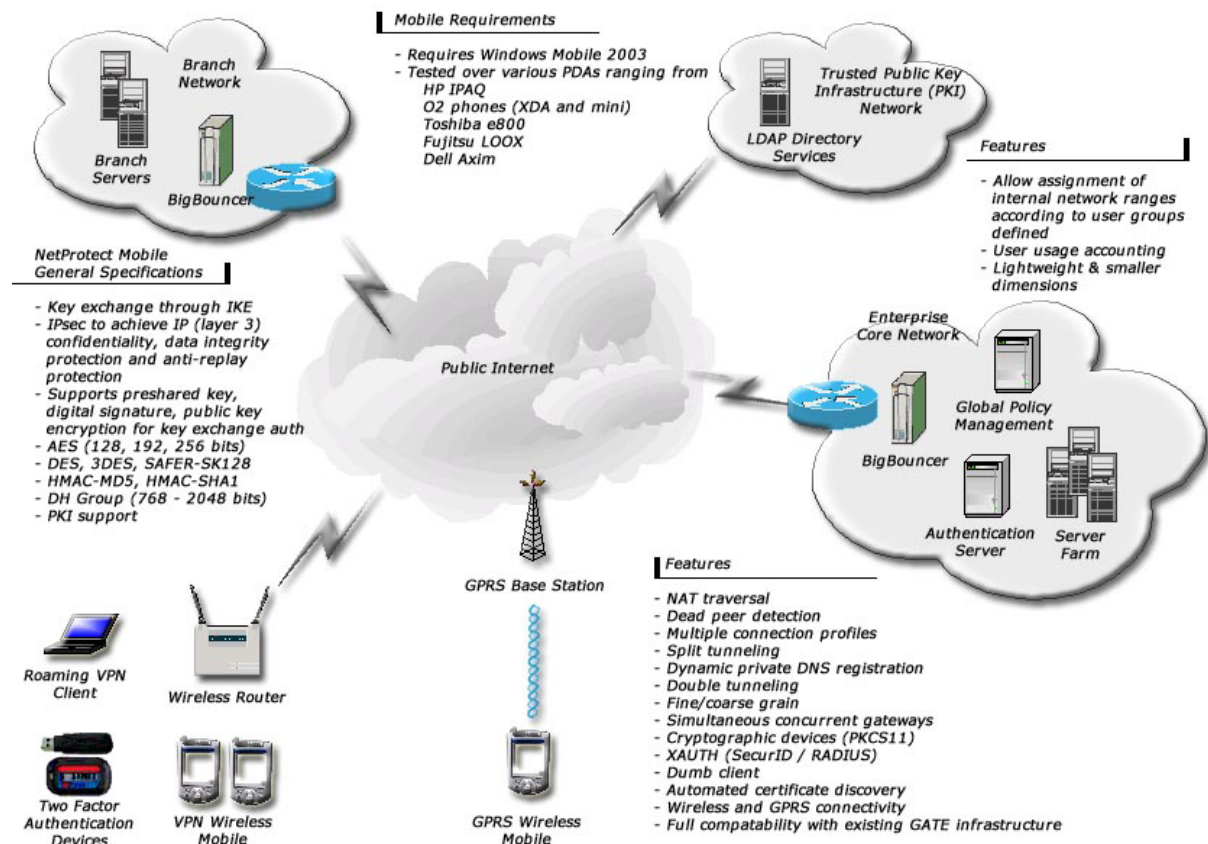 Mobile Requirements
- Requires Windows Mobile 2003
- Tested over various PDAs ranging from
HP IPAQ
O2 phones (XDA and mini)
Toshiba e800
Fujitsu LOOX
Dell Axim
Branch
Network
Branch
Servers
BigBouncer
Trusted Public Key
Infrastructure (PKI)
Network
LDAP Directory
Services
Features
- Allow assignment of
internal network ranges
according to user groups
defined
- User usage accounting
- Lightweight & smaller
dimensions
NetProtect Mobile
General Specifications
- Key exchange through IKE
- IPsec to achieve IP (layer 3)
confidentiality, data integrity
protection and anti-replay
protection
- Supports preshared key,
digital signature, public key
encryption for key exchange auth
- AES (128, 192, 256 bits)
- DES, 3DES, SAFER-SK128
- HMAC-MD5, HMAC-SHA1
- DH Group (768 - 2048 bits)
- PKI support
Public Internet
Enterprise
Core Network
Global Policy
Management
BigBouncer
Authentication
Server
Server
Farm
GPRS Base Station
Roaming VPN
Client
Wireless Router
Two Factor
Authentication
Devices
VPN Wireless
Mobile
GPRS Wireless
Mobile
Features
- NAT traversal
- Dead peer detection
- Multiple connection profiles
- Split tunneling
- Dynamic private DNS registration
- Double tunneling
- Fine/coarse grain
- Simultaneous concurrent gateways
- Cryptographic devices (PKCS11)
- XAUTH (SecurID / RADIUS)
- Dumb client
- Automated certificate discovery
- Wireless and GPRS connectivity
- Full compatability with existing GATE infrastructure